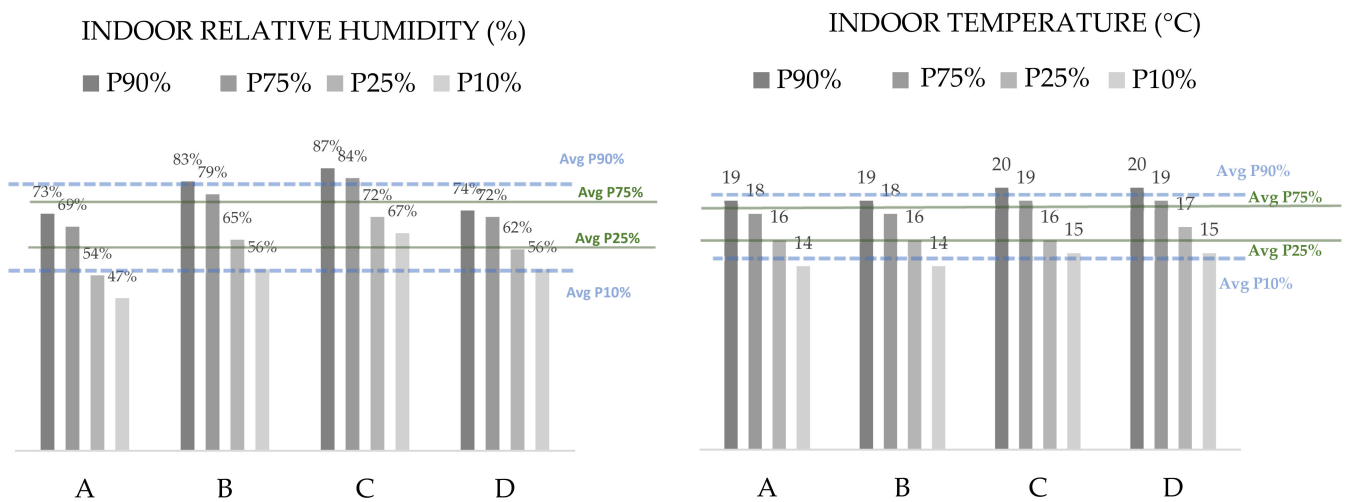 INDOOR RELATIVE HUMIDITY (%)
P90% P75% P25% P10%
87%
84%
Avg P90%
83%
79%
73%
69%
74%
72%
72%
Avg P75%
67%
65%
62%
Avg P25%
54%
56%
56%
47%
Avg P10%
A B C D
INDOOR TEMPERATURE (°C)
P90% P75% P25% P10%
20 20
Avg P90%
19 18 19 18 19 19
Avg P75%
16 16 16 17
14 14 15 15
Avg P25%
Avg P10%
A B C D